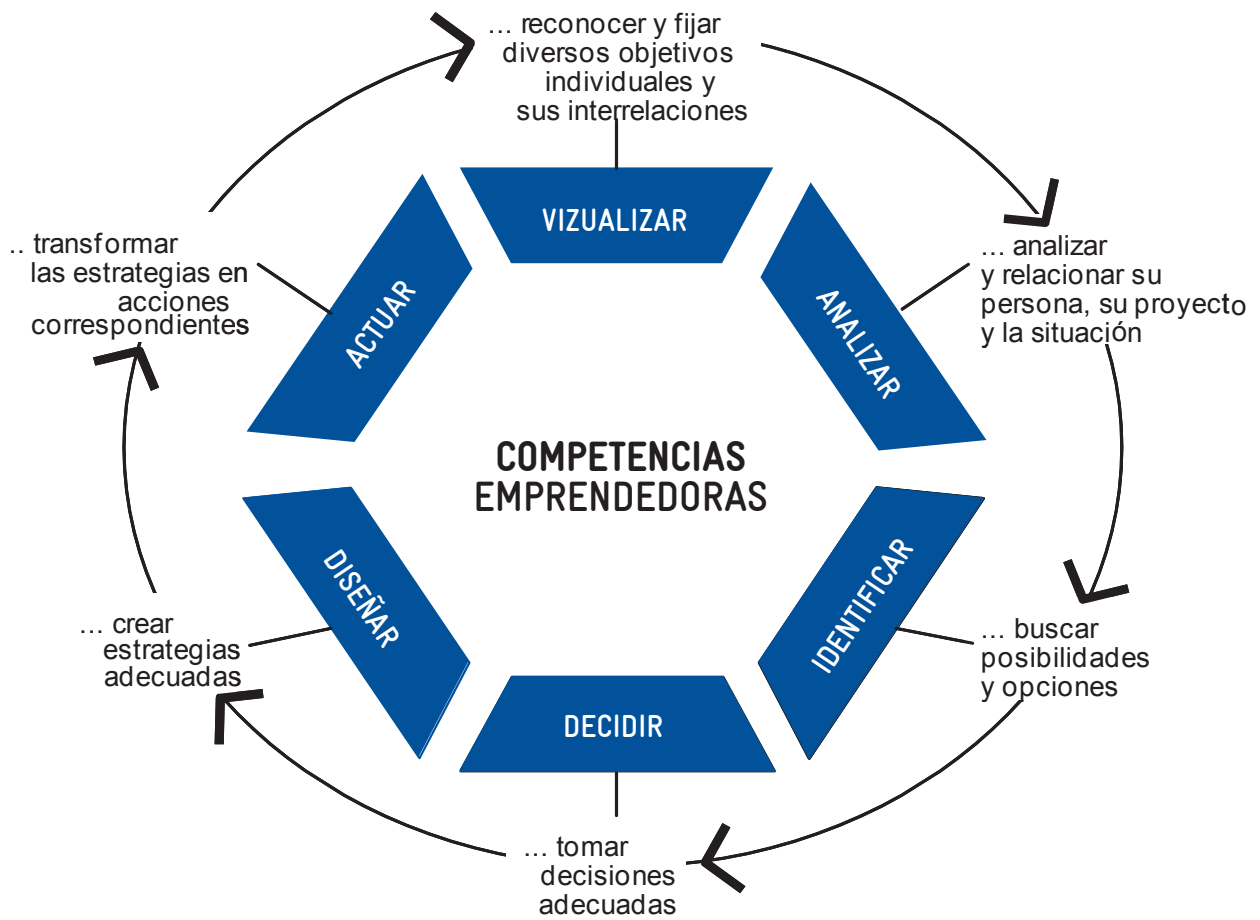 ... reconocer y fijar
diversos objetivos
individuales y
sus interrelaciones
VIZUALIZAR
... analizar
y relacionar su
persona, su proyecto
y la situación
ANALIZAR
... buscar
posibilidades
y opciones
IDENTIFICAR
... tomar
decisiones
adecuadas
DECIDIR
... crear
estrategias
adecuadas
DISEÑAR
.. transformar
las estrategias en
acciones
correspondientes
ACTUAR
COMPETENCIAS
EMPRENDEDORAS